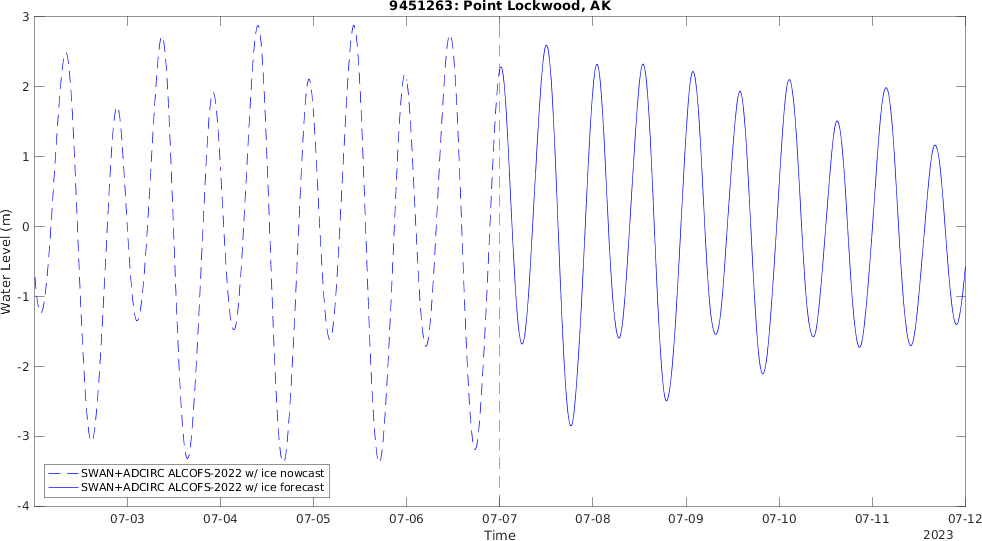 9451263: Point Lockwood, AK
3
2
1
0
-1
-2
-3
-4
Water Level (m)
SWAN+ADCIRC ALCOFS-2022 w/ ice nowcast
SWAN+ADCIRC ALCOFS-2022 w/ ice forecast
07-03 07-04 07-05 07-06 07-07 07-08 07-09 07-10 07-11 07-12
Time
2023